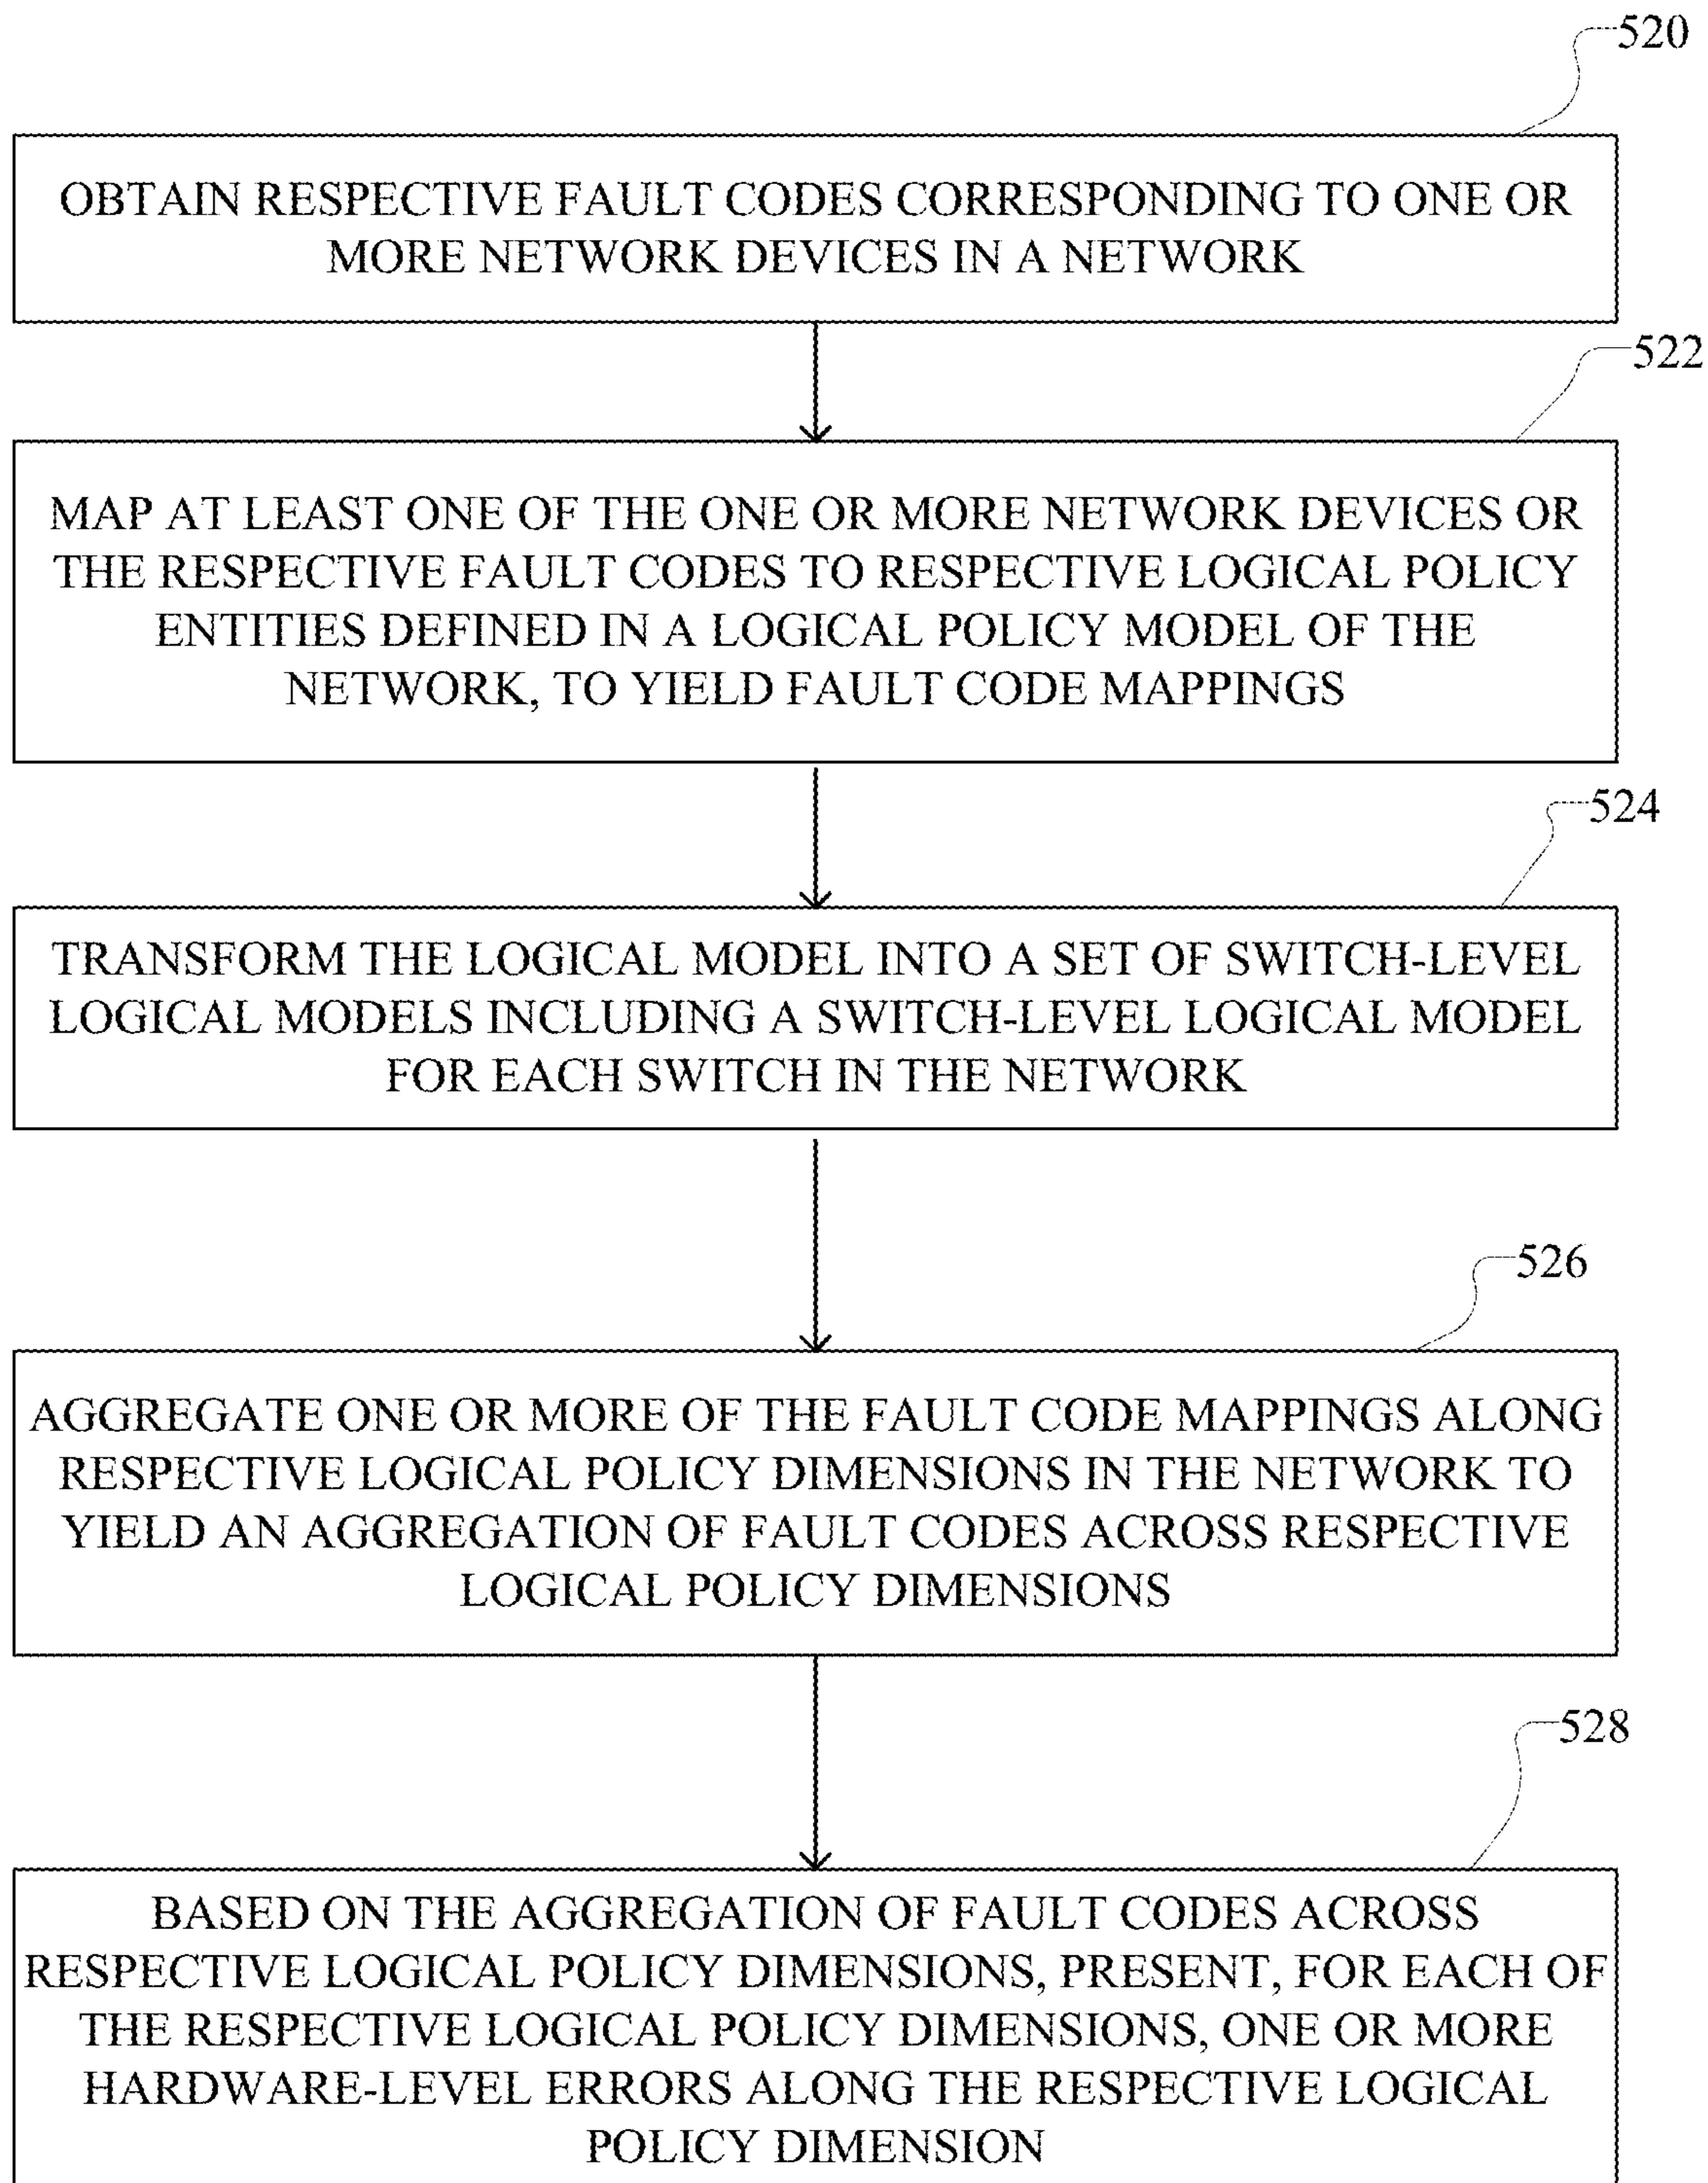 520
OBTAIN RESPECTIVE FAULT CODES CORRESPONDING TO ONE OR
MORE NETWORK DEVICES IN A NETWORK
522
MAP AT LEAST ONE OF THE ONE OR MORE NETWORK DEVICES OR
THE RESPECTIVE FAULT CODES TO RESPECTIVE LOGICAL POLICY
ENTITIES DEFINED IN A LOGICAL POLICY MODEL OF THE
NETWORK, TO YIELD FAULT CODE MAPPINGS
524
TRANSFORM THE LOGICAL MODEL INTO A SET OF SWITCH-LEVEL
LOGICAL MODELS INCLUDING A SWITCH-LEVEL LOGICAL MODEL
FOR EACH SWITCH IN THE NETWORK
526
AGGREGATE ONE OR MORE OF THE FAULT CODE MAPPINGS ALONG
RESPECTIVE LOGICAL POLICY DIMENSIONS IN THE NETWORK TO
YIELD AN AGGREGATION OF FAULT CODES ACROSS RESPECTIVE
LOGICAL POLICY DIMENSIONS
528
BASED ON THE AGGREGATION OF FAULT CODES ACROSS
RESPECTIVE LOGICAL POLICY DIMENSIONS, PRESENT, FOR EACH OF
THE RESPECTIVE LOGICAL POLICY DIMENSIONS, ONE OR MORE
HARDWARE-LEVEL ERRORS ALONG THE RESPECTIVE LOGICAL
POLICY DIMENSION